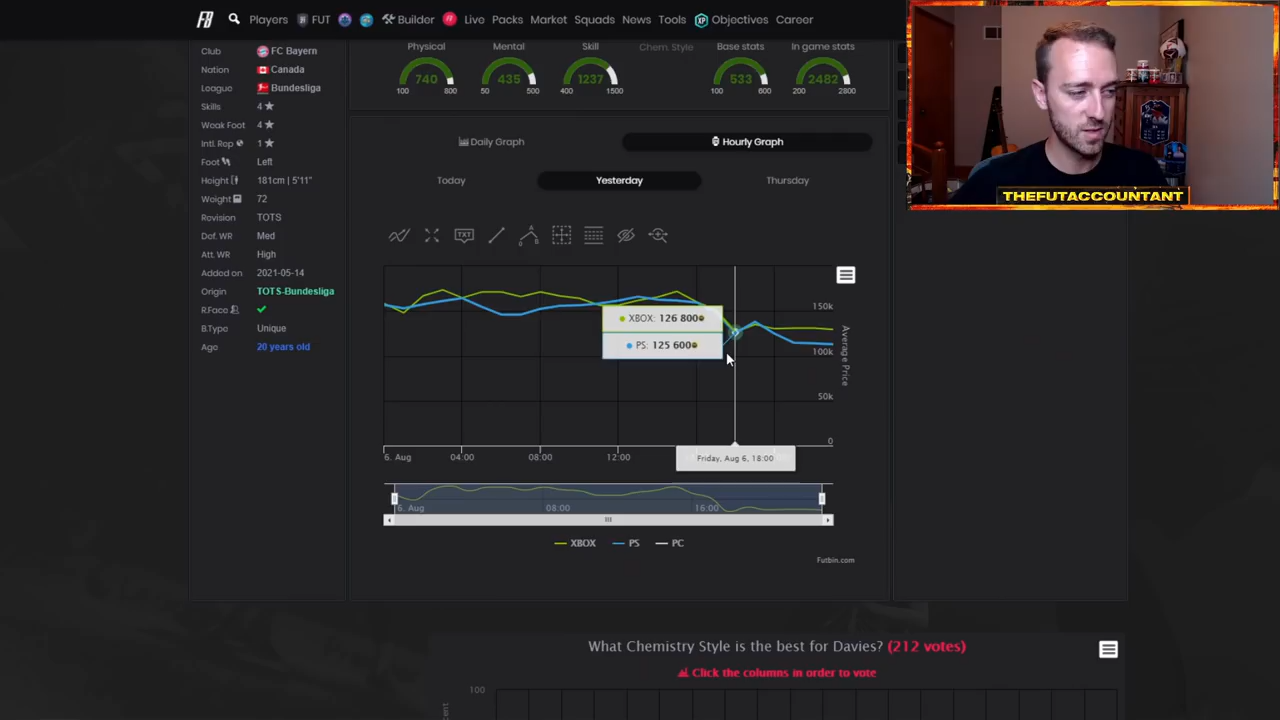 FB Players FUT Builder Live Packs Market Squads News Tools XP Objectives Career
Club FC Bayern
Nation Canada
League Bundesliga
Skills 4★
Weak Foot 4★
Intl. Rep 1★
Foot Left
Height 181cm | 5'11"
Weight 72
Revision TOTS
Def. WR Med
Att. WR High
Added on 2021-05-14
Origin TOTS-Bundesliga
R.Face
B.Type Unique
Age 20 years old
Physical Mental Skill Chem. Style Base stats In game stats
740 435 1237 533 2482
100 800 50 500 400 1500 100 600 700 2800
Daily Graph Hourly Graph
Today Yesterday Thursday
TXT
XBOX: 126 800
PS: 125 600
150k
100k
50k
0
Average Price
6. Aug 04:00 08:00 12:00
Friday, Aug 6, 18:00
6. Aug 08:00 16:00
XBOX PS PC
Futbin.com
What Chemistry Style is the best for Davies? (212 votes)
Click the columns in order to vote
100
THEFUTACCOUNTANT